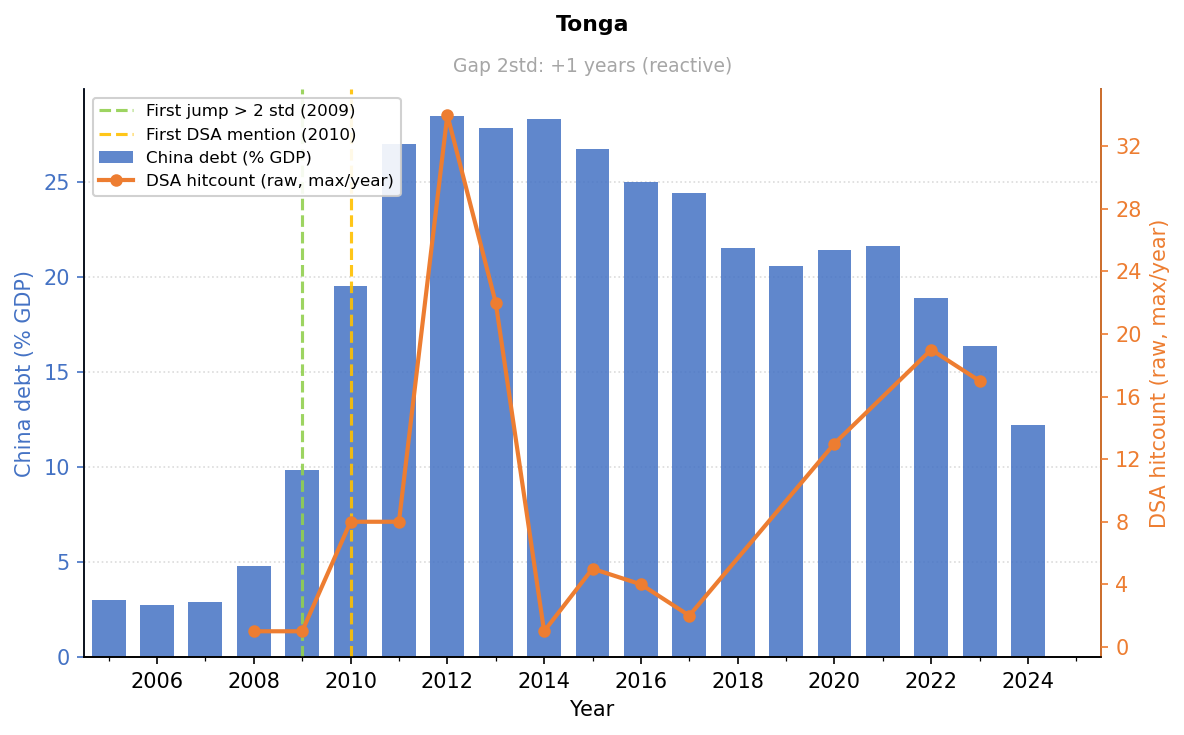 Tonga
Gap 2std: +1 years (reactive)
First jump > 2 std (2009)
First DSA mention (2010)
China debt (% GDP)
DSA hitcount (raw, max/year)
China debt (% GDP)
25
20
15
10
5
0
32
28
24
20
16
12
8
4
0
DSA hitcount (raw, max/year)
2006 2008 2010 2012 2014 2016 2018 2020 2022 2024
Year